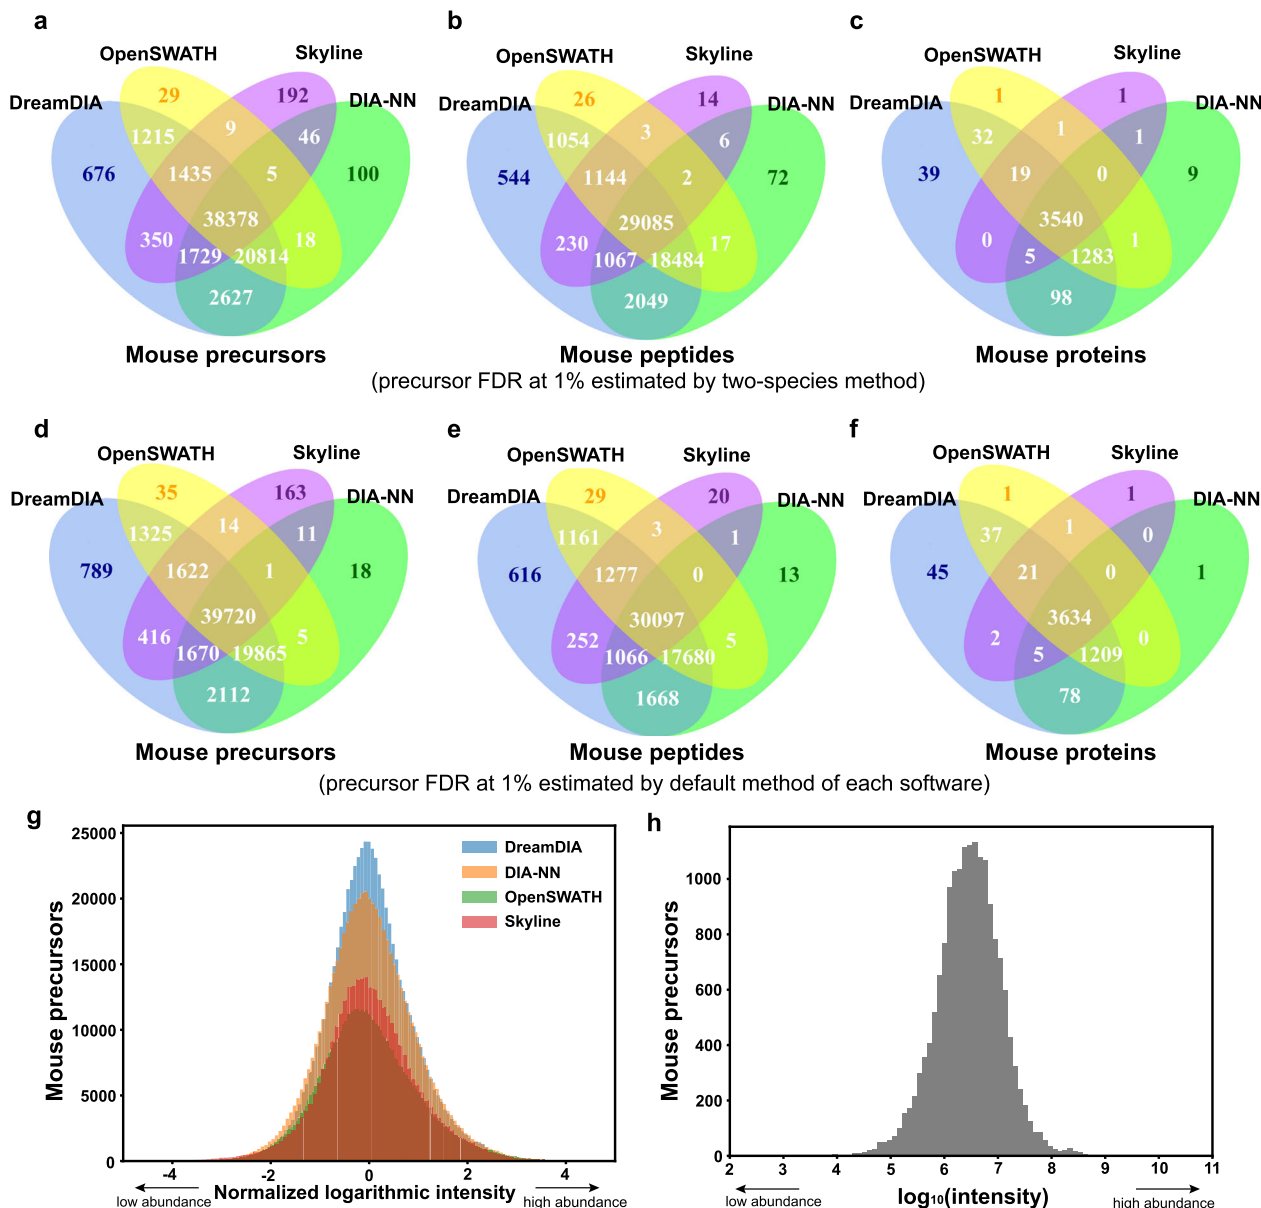 a
b
c
OpenSWATH
Skyline
DreamDIA
DIA-NN
29
192
1215
9
46
676
1435
5
100
38378
350
18
1729
20814
2627
Mouse precursors
OpenSWATH
Skyline
DreamDIA
DIA-NN
26
14
1054
3
6
544
1144
2
72
29085
230
17
1067
18484
2049
Mouse peptides
OpenSWATH
Skyline
DreamDIA
DIA-NN
1
1
32
1
1
39
19
0
9
3540
0
1
5
1283
98
Mouse proteins
(precursor FDR at 1% estimated by two-species method)
d
e
f
OpenSWATH
Skyline
DreamDIA
DIA-NN
35
163
1325
14
11
789
1622
1
18
39720
416
5
1670
19865
2112
Mouse precursors
OpenSWATH
Skyline
DreamDIA
DIA-NN
29
20
1161
3
1
616
1277
0
13
30097
252
5
1066
17680
1668
Mouse peptides
OpenSWATH
Skyline
DreamDIA
DIA-NN
1
1
37
1
0
45
21
0
1
3634
2
0
5
1209
78
Mouse proteins
(precursor FDR at 1% estimated by default method of each software)
g
25000
20000
15000
10000
5000
0
Mouse precursors
DreamDIA
DIA-NN
OpenSWATH
Skyline
-4
-2
0
2
4
low abundance
Normalized logarithmic intensity
high abundance
h
1000
800
600
400
200
0
Mouse precursors
2
3
4
5
6
7
8
9
10
11
low abundance
log₁₀(intensity)
high abundance